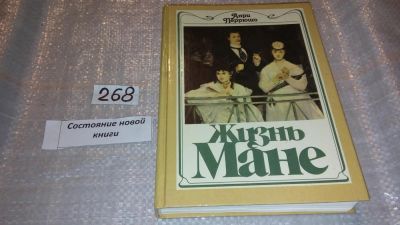 268
Состояние новой
книги
Анри Перрюшо
Жизнь
Мане